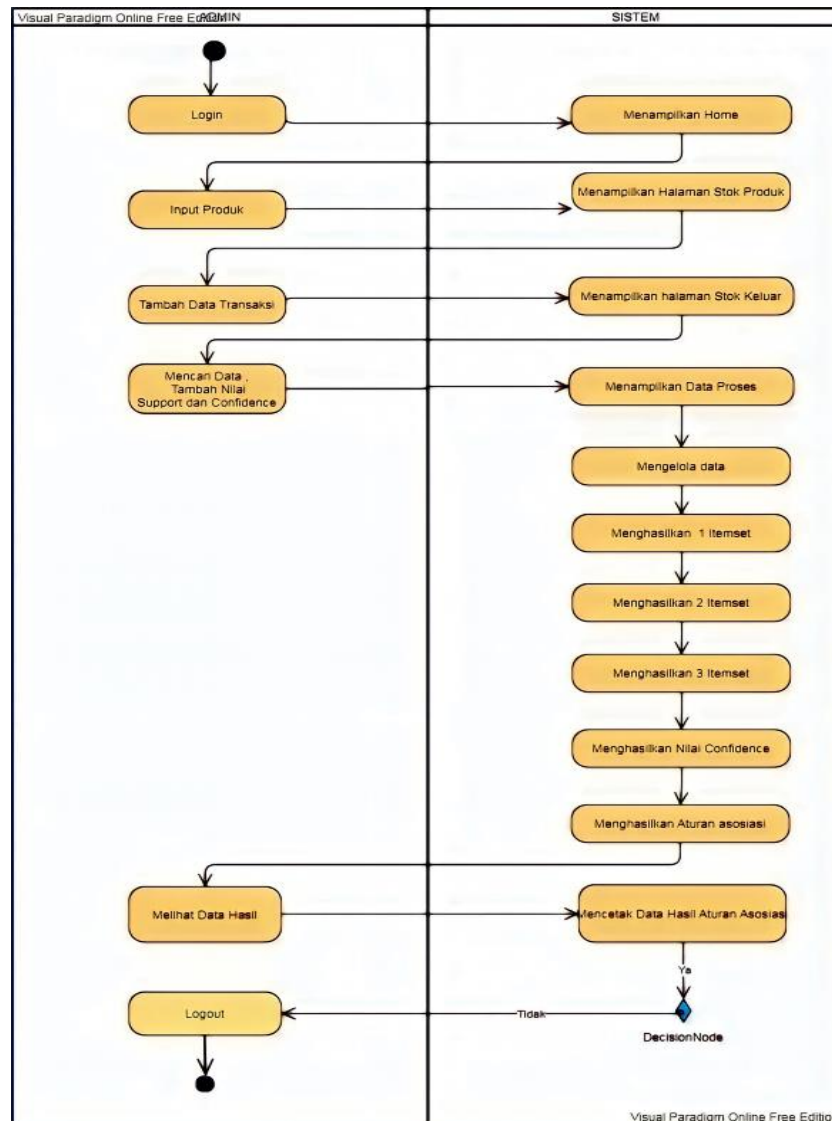 Visual Paradigm Online Free Edition
ADMIN
SISTEM
Login
Menampilkan Home
Input Produk
Menampilkan Halaman Stok Produk
Tambah Data Transaksi
Menampilkan halaman Stok Keluar
Mencari Data ,
Tambah Nilai
Support dan Confidence
Menampilkan Data Proses
Mengelola data
Menghasilkan 1 Itemset
Menghasilkan 2 Itemset
Menghasilkan 3 Itemset
Menghasilkan Nilai Confidence
Menghasilkan Aturan asosiasi
Melihat Data Hasil
Mencetak Data Hasil Aturan Asosias
Ya
Logout
Tidak
DecisionNode
Visual Paradigm Online Free Editio